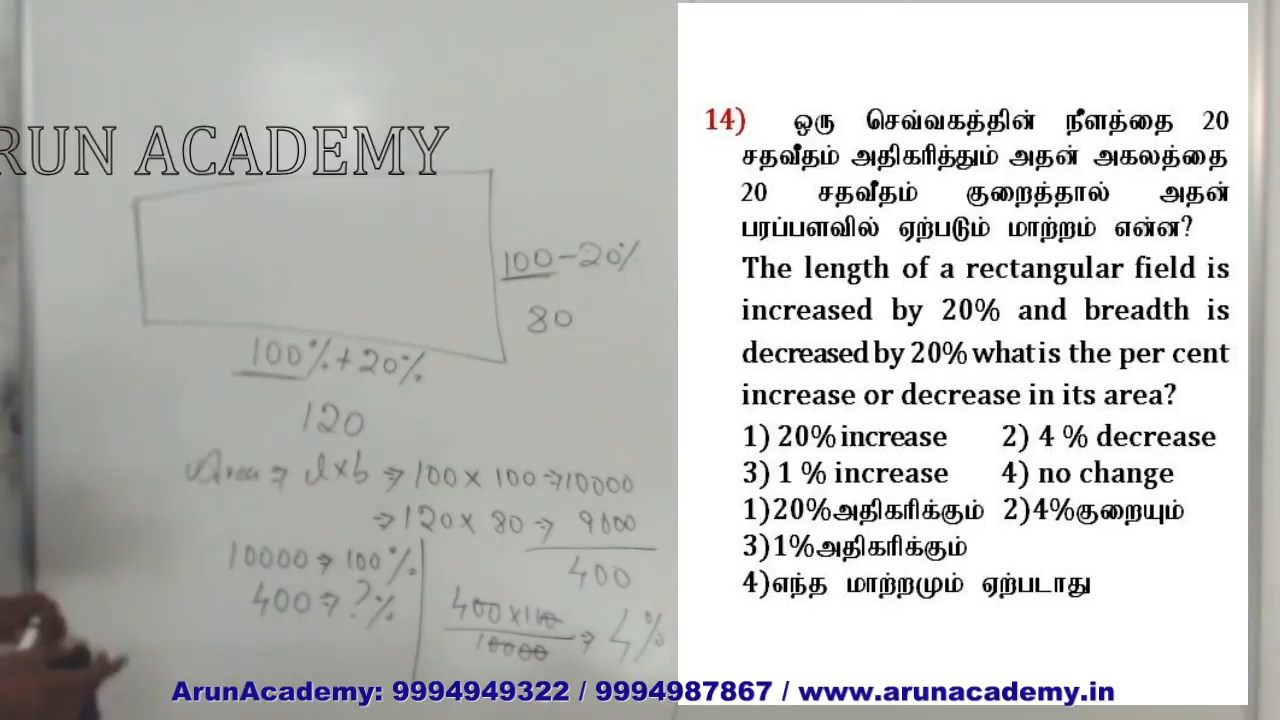 RUN ACADEMY
100 - 20%
80
100% + 20%
120
Area ⇒ l × b ⇒ 100 × 100 ⇒ 10000
⇒ 120 × 80 ⇒ 9600
400
10000 ⇒ 100%
400 ⇒ ? %
400 × 100
10000
⇒ 4%
14) ஒரு செவ்வகத்தின் நீளத்தை 20
சதவீதம் அதிகரித்தும் அதன் அகலத்தை
20 சதவீதம் குறைத்தால் அதன்
பரப்பளவில் ஏற்படும் மாற்றம் என்ன?
The length of a rectangular field is
increased by 20% and breadth is
decreased by 20% what is the per cent
increase or decrease in its area?
1) 20% increase 2) 4 % decrease
3) 1 % increase 4) no change
1)20%அதிகரிக்கும் 2)4%குறையும்
3)1%அதிகரிக்கும்
4)எந்த மாற்றமும் ஏற்படாது
ArunAcademy: 9994949322 / 9994987867 / www.arunacademy.in